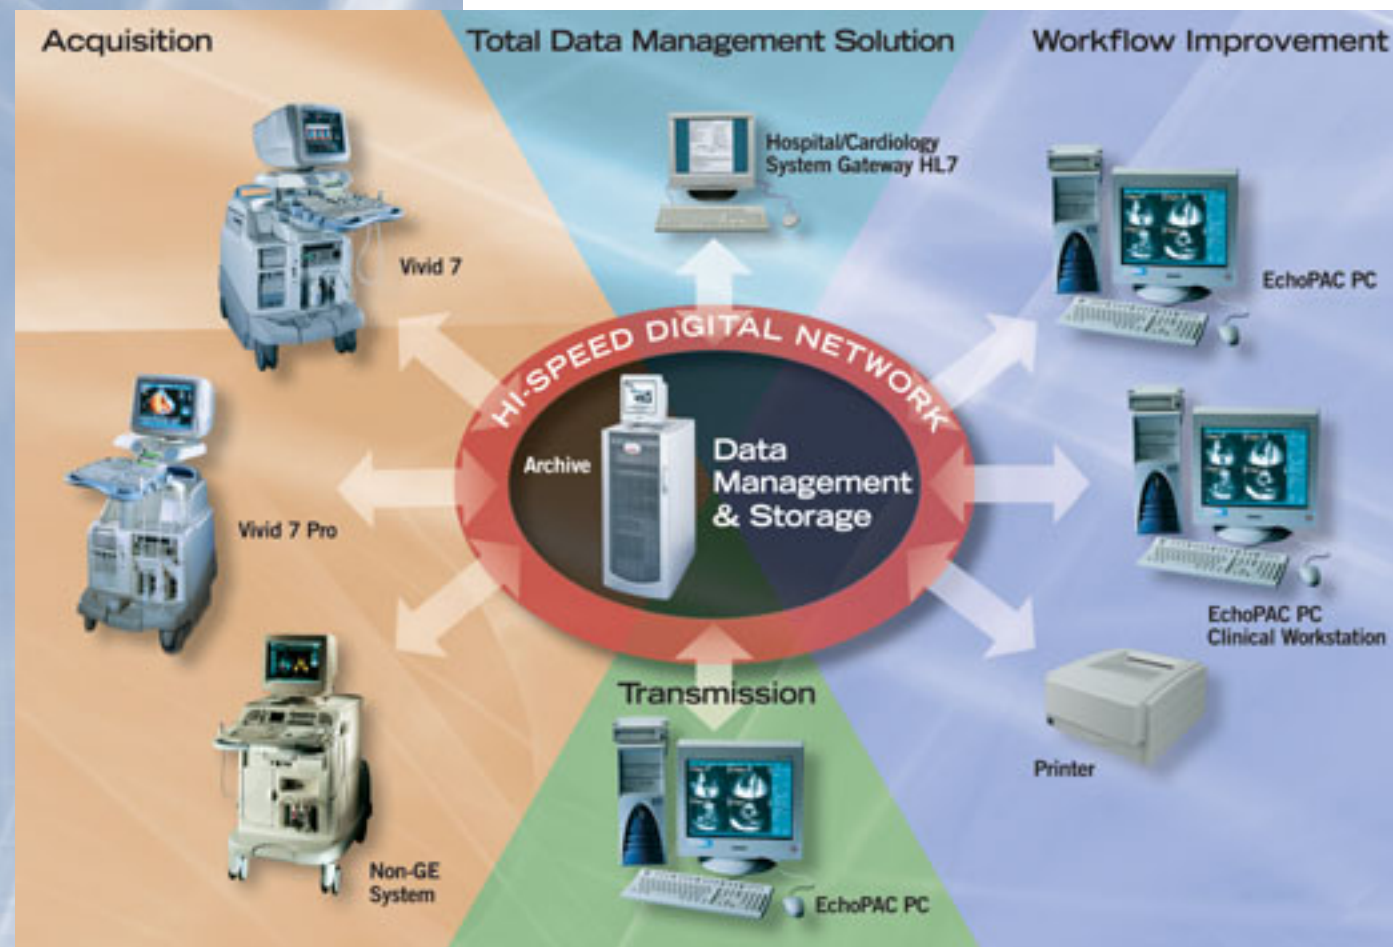 Acquisition
Total Data Management Solution
Workflow Improvement
Hospital/Cardiology
System Gateway HL7
Vivid 7
EchoPAC PC
HI-SPEED DIGITAL NETWORK
Archive
Data
Management
& Storage
Vivid 7 Pro
EchoPAC PC
Clinical Workstation
Transmission
Printer
Non-GE
System
EchoPAC PC